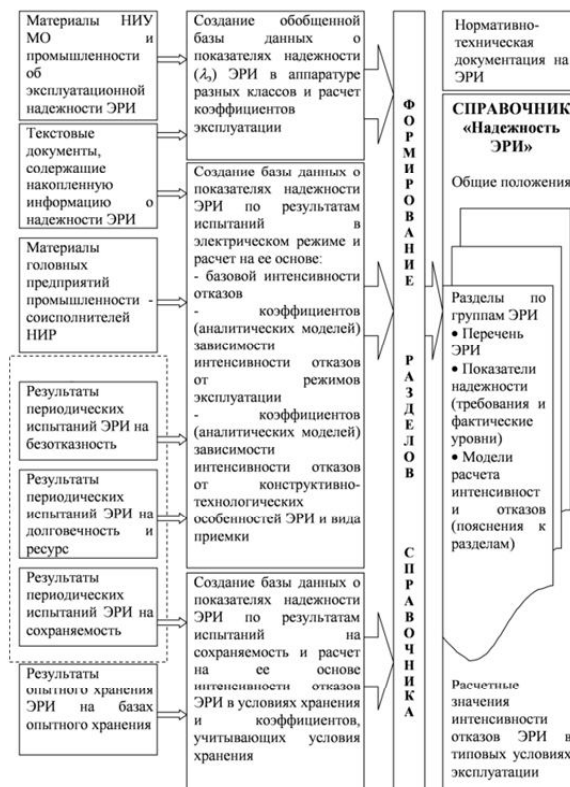 Материалы НИУ
МО и
промышленности
об
эксплуатационной
надежности ЭРИ
Текстовые
документы,
содержащие
накопленную
информацию о
надежности ЭРИ
Материалы
головных
предприятий
промышленности -
соисполнителей
НИР
Результаты
периодических
испытаний ЭРИ на
безотказность
Результаты
периодических
испытаний ЭРИ на
долговечность и
ресурс
Результаты
периодических
испытаний ЭРИ на
сохраняемость
Результаты
опытного хранения
ЭРИ на базах
опытного хранения
Создание обобщенной
базы данных о
показателях надежности
(λэ) ЭРИ в аппаратуре
разных классов и расчет
коэффициентов
эксплуатации
Создание базы данных о
показателях надежности
ЭРИ по результатам
испытаний в
электрическом режиме и
расчет на ее основе:
- базовой интенсивности
отказов
- коэффициентов
(аналитических моделей)
зависимости
интенсивности отказов
от режимов
эксплуатации
- коэффициентов
(аналитических моделей)
зависимости
интенсивности отказов
от конструктивно-
технологических
особенностей ЭРИ и вида
приемки
Создание базы данных о
показателях надежности
ЭРИ по результатам
испытаний на
сохраняемость и расчет
на ее основе
интенсивности отказов
ЭРИ в условиях хранения
и коэффициентов,
учитывающих условия
хранения
ФОРМИРОВАНИЕ
РАЗДЕЛОВ
СПРАВОЧНИКА
Нормативно-
техническая
документация на
ЭРИ
СПРАВОЧНИК
«Надежность
ЭРИ»
Общие положения
Разделы по
группам ЭРИ
• Перечень
ЭРИ
• Показатели
надежности
(требования и
фактические
уровни)
• Модели
расчета
интенсивност
и отказов
(пояснения к
разделам)
Расчетные
значения
интенсивности
отказов ЭРИ в
типовых условиях
эксплуатации